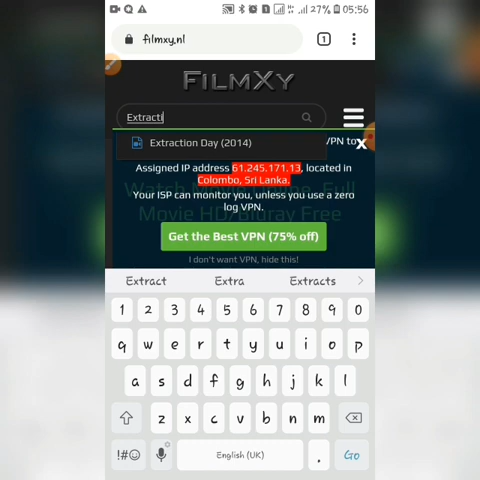 27% 05:56
filmxy.nl
1
FilmXy
Extracti
Extraction Day (2014)
VPN to
X
Assigned IP address 61.245.171.13, located in
Colombo, Sri Lanka.
Your ISP can monitor you, unless you use a zero
log VPN.
Movie HD/Bluray Free
Get the Best VPN (75% off)
I don't want VPN, hide this!
Extract Extra Extracts
1 2 3 4 5 6 7 8 9 0
q w e r t y u i o p
a s d f g h j k l
z x c v b n m
!#☺ English (UK) . Go